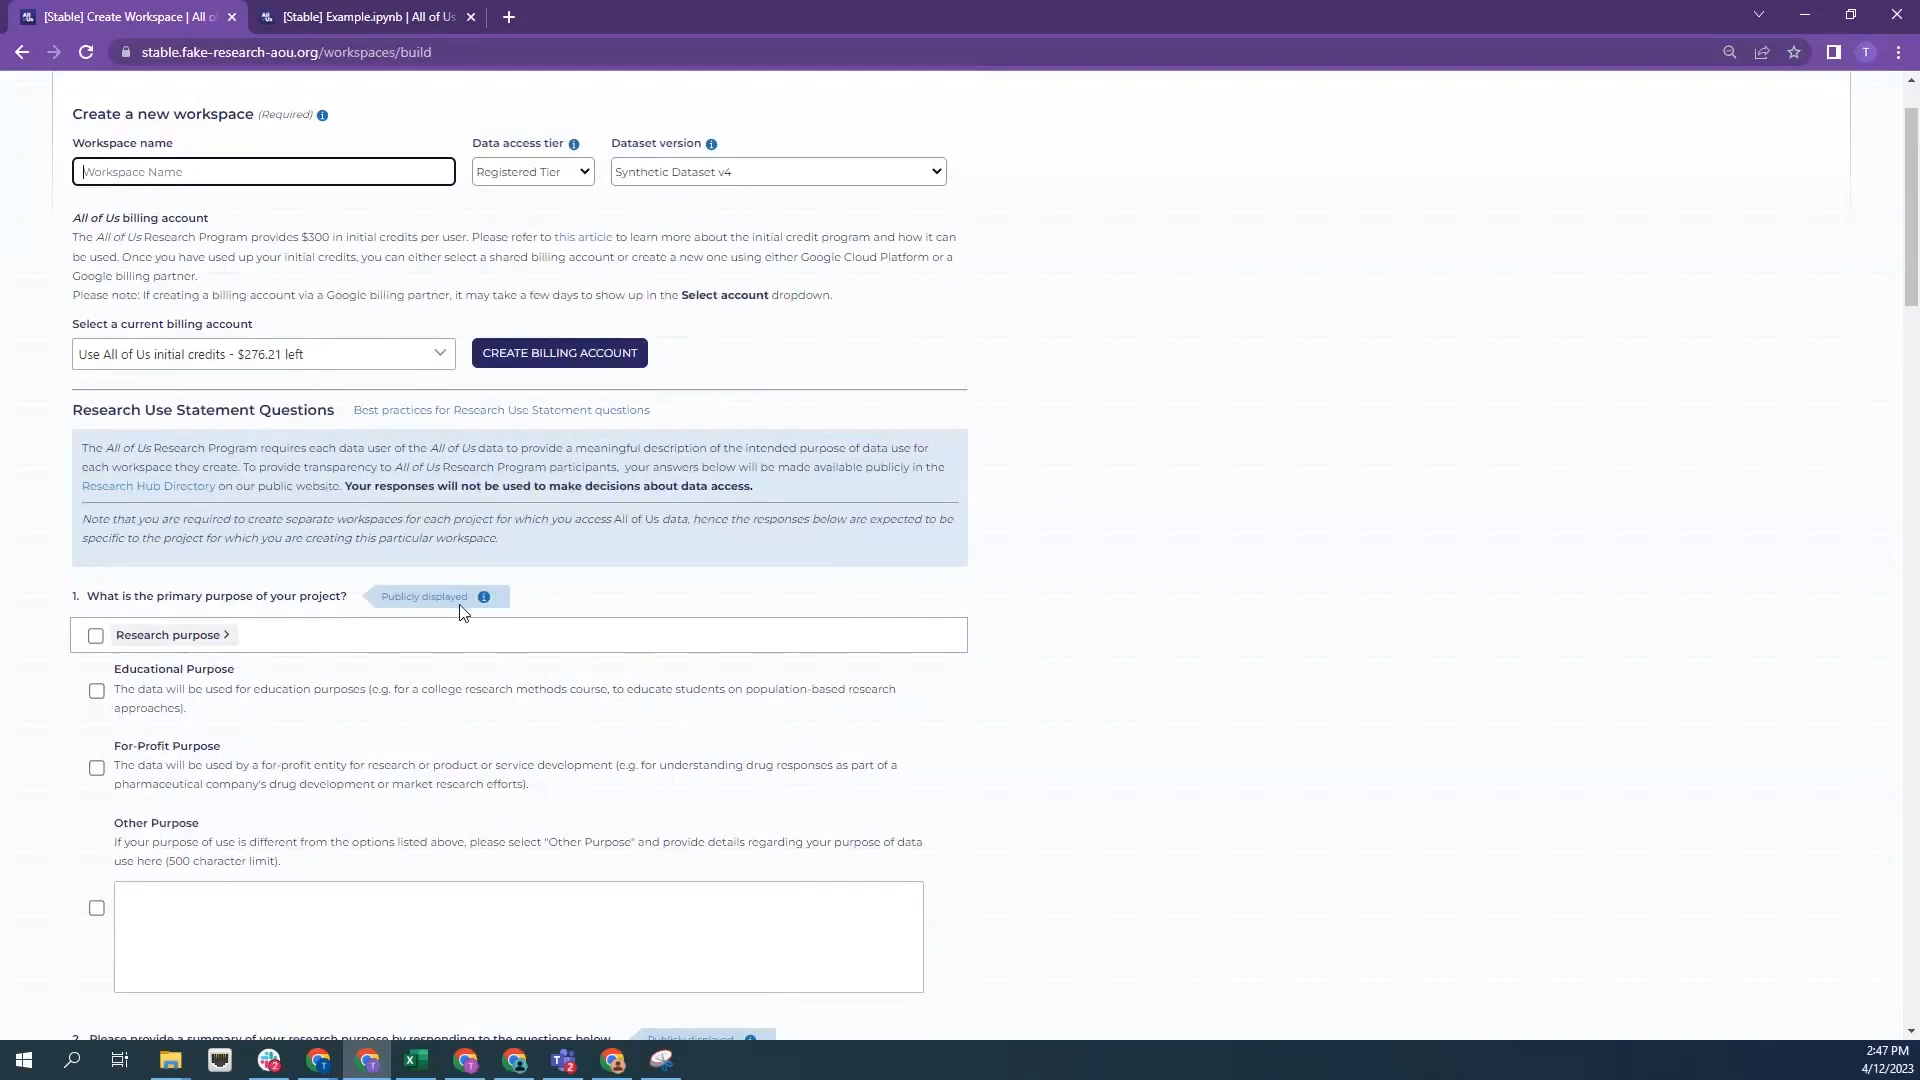 [Stable] Create Workspace | All o
[Stable] Example.ipynb | All of Us
stable.fake-research-aou.org/workspaces/build
T
Create a new workspace (Required)
Workspace name
Data access tier
Dataset version
Workspace Name
Registered Tier
Synthetic Dataset v4
All of Us billing account
The All of Us Research Program provides $300 in initial credits per user. Please refer to this article to learn more about the initial credit program and how it can
be used. Once you have used up your initial credits, you can either select a shared billing account or create a new one using either Google Cloud Platform or a
Google billing partner.
Please note: If creating a billing account via a Google billing partner, it may take a few days to show up in the Select account dropdown.
Select a current billing account
Use All of Us initial credits - $276.21 left
CREATE BILLING ACCOUNT
Research Use Statement Questions
Best practices for Research Use Statement questions
The All of Us Research Program requires each data user of the All of Us data to provide a meaningful description of the intended purpose of data use for
each workspace they create. To provide transparency to All of Us Research Program participants, your answers below will be made available publicly in the
Research Hub Directory on our public website. Your responses will not be used to make decisions about data access.
Note that you are required to create separate workspaces for each project for which you access All of Us data, hence the responses below are expected to be
specific to the project for which you are creating this particular workspace.
1. What is the primary purpose of your project?
Publicly displayed
Research purpose >
Educational Purpose
The data will be used for education purposes (e.g. for a college research methods course, to educate students on population-based research
approaches).
For-Profit Purpose
The data will be used by a for-profit entity for research or product or service development (e.g. for understanding drug responses as part of a
pharmaceutical company's drug development or market research efforts).
Other Purpose
If your purpose of use is different from the options listed above, please select "Other Purpose" and provide details regarding your purpose of data
use here (500 character limit).
2. Please provide a summary of your research purpose by responding to the questions below.
Publicly displayed
2:47 PM
4/12/2023